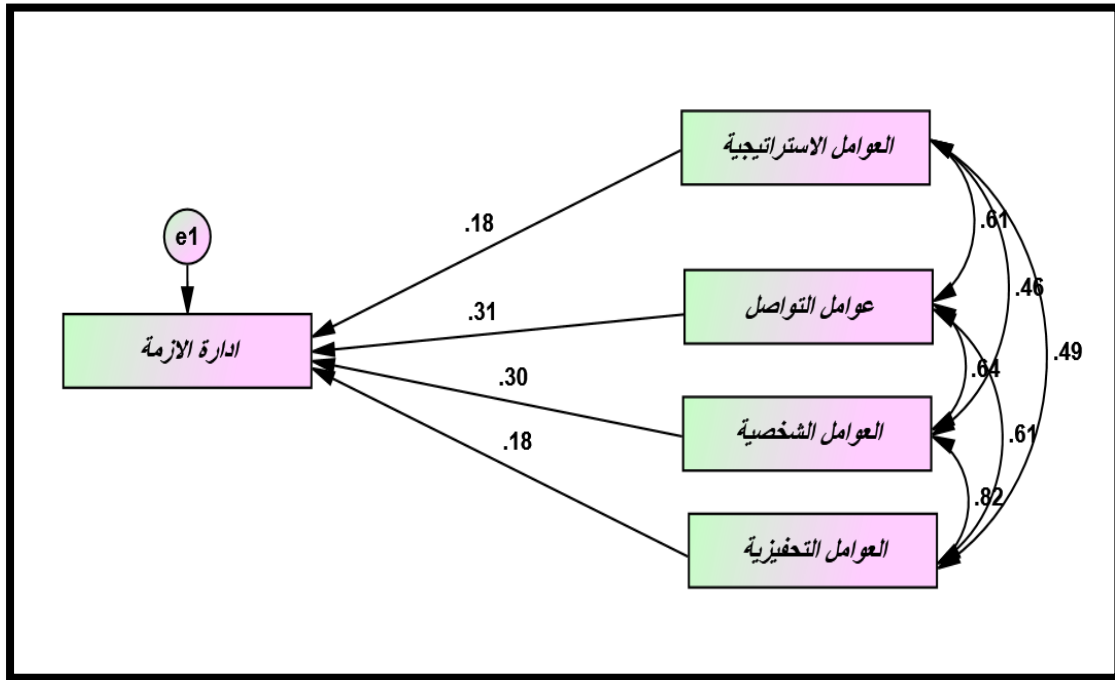 العوامل الاستراتيجية
.61
.18
e1
.46
عوامل التواصل
.31
ادارة الازمة
.49
.64
.30
العوامل الشخصية
.61
.18
.82
العوامل التحفيزية